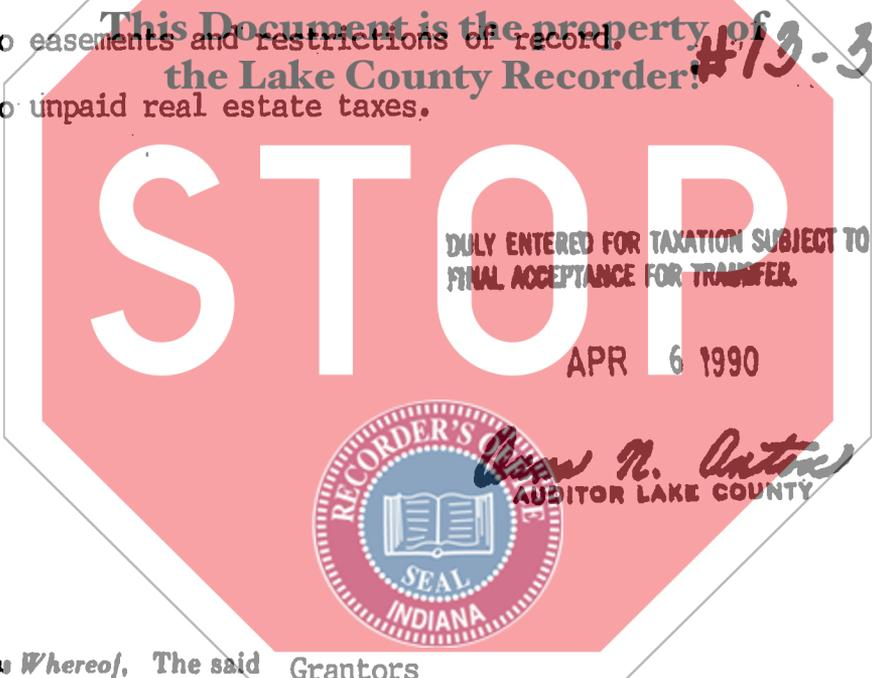 This Document is the property of
o easements and restrictions of record.
#13-3
the Lake County Recorder!
o unpaid real estate taxes.
STOP
DULY ENTERED FOR TAXATION SUBJECT TO
FINAL ACCEPTANCE FOR TRANSFER.
APR 6 1990
N. Anton
AUDITOR LAKE COUNTY
RECORDER'S OFFICE
SEAL
INDIANA
Whereof, The said Grantors